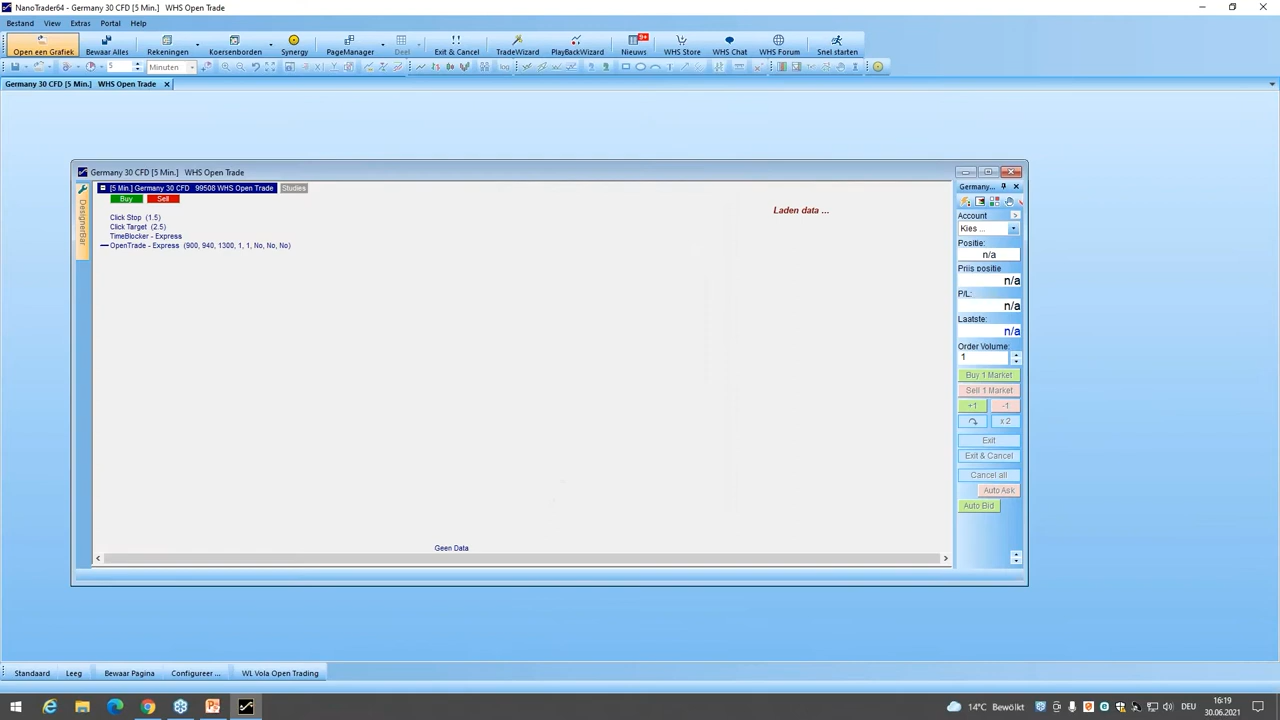 NanoTrader64 - Germany 30 CFD [5 Min.] WHS Open Trade
Bestand View Extras Portal Help
Open een Grafiek Bewaar Alles Rekeningen Koersenborden Synergy PageManager Deel Exit & Cancel TradeWizard PlayBackWizard Nieuws 9+ WHS Store WHS Chat WHS Forum Snel starten
5 Minuten
Germany 30 CFD [5 Min.] WHS Open Trade
Germany 30 CFD [5 Min.] WHS Open Trade
[5 Min.] Germany 30 CFD 99508 WHS Open Trade Studies
Germany...
Buy Sell
DesignerBar
Laden data ...
Click Stop (1.5)
Click Target (2.5)
TimeBlocker - Express
OpenTrade - Express (900, 940, 1300, 1, 1, No, No, No)
Account
Kies ...
Positie:
n/a
Prijs positie
n/a
P/L:
n/a
Laatste:
n/a
Order Volume:
1
Buy 1 Market
Sell 1 Market
+1 -1
x 2
Exit
Exit & Cancel
Cancel all
Auto Ask
Auto Bid
Geen Data
Standaard Leeg Bewaar Pagina Configureer ... WL Vola Open Trading
14°C Bewölkt DEU 16:19
30.06.2021